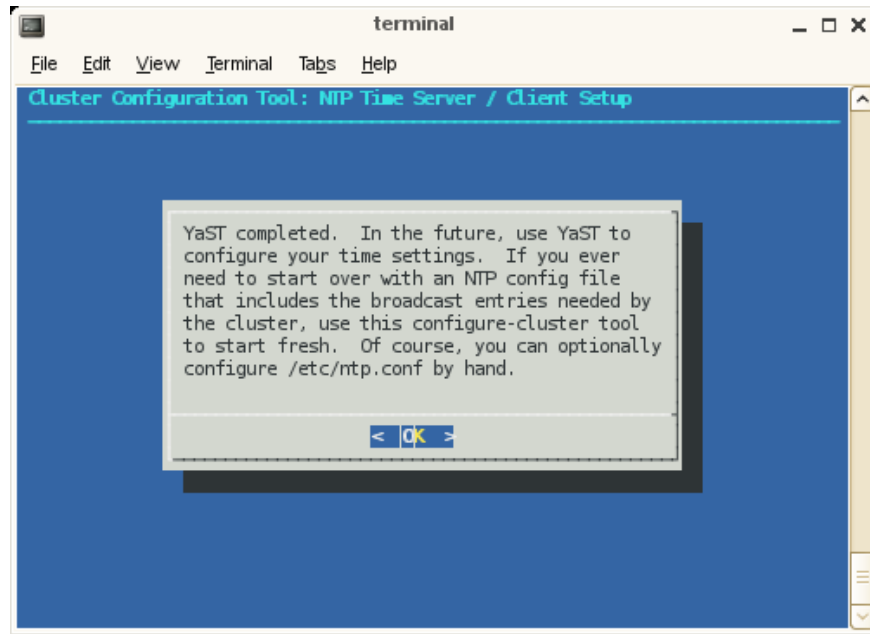 terminal
File Edit View Terminal Tabs Help
Cluster Configuration Tool: NTP Time Server / Client Setup
YaST completed. In the future, use YaST to
configure your time settings. If you ever
need to start over with an NTP config file
that includes the broadcast entries needed by
the cluster, use this configure-cluster tool
to start fresh. Of course, you can optionally
configure /etc/ntp.conf by hand.
< OK >